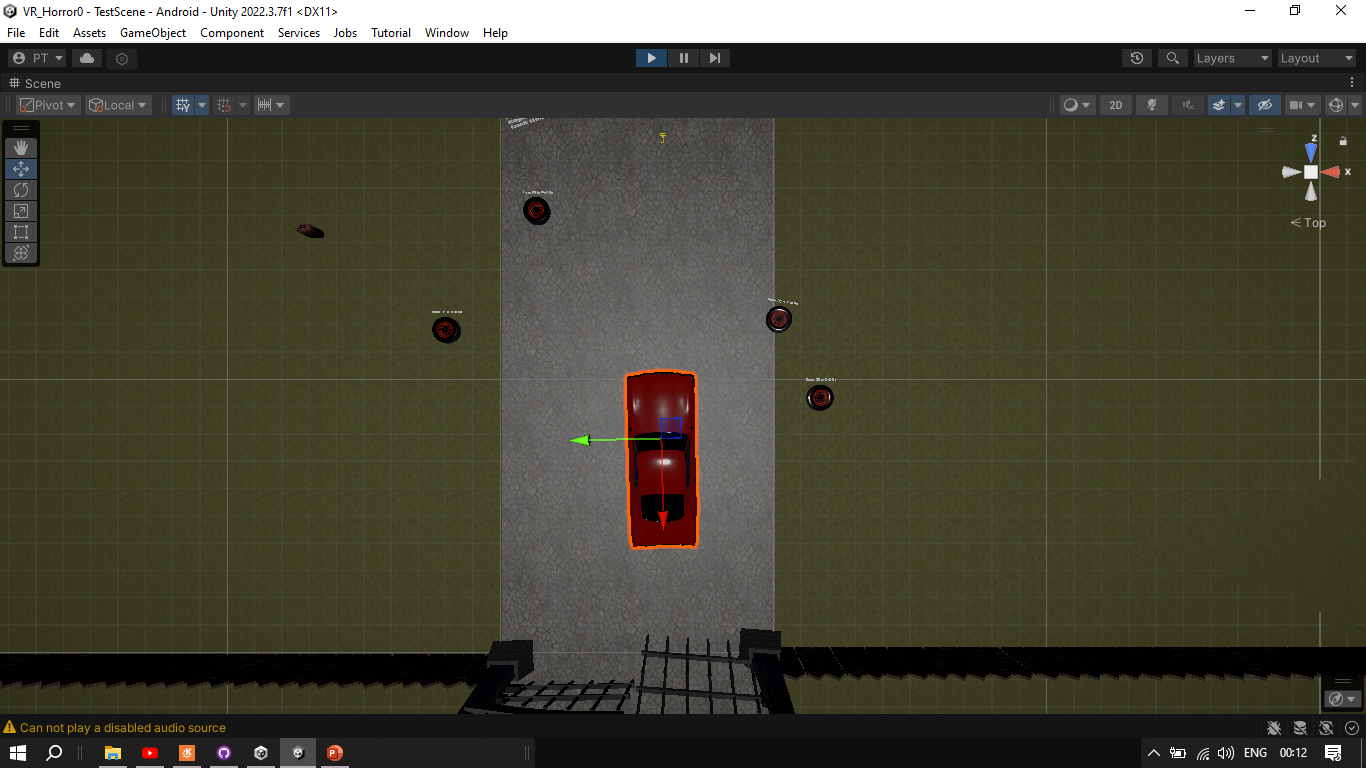 VR_Horror0 - TestScene - Android - Unity 2022.3.7f1 <DX11>
File Edit Assets GameObject Component Services Jobs Tutorial Window Help
PT Layers Layout
Scene
Pivot Local 2D
z
x
Top
Can not play a disabled audio source
ENG 00:12